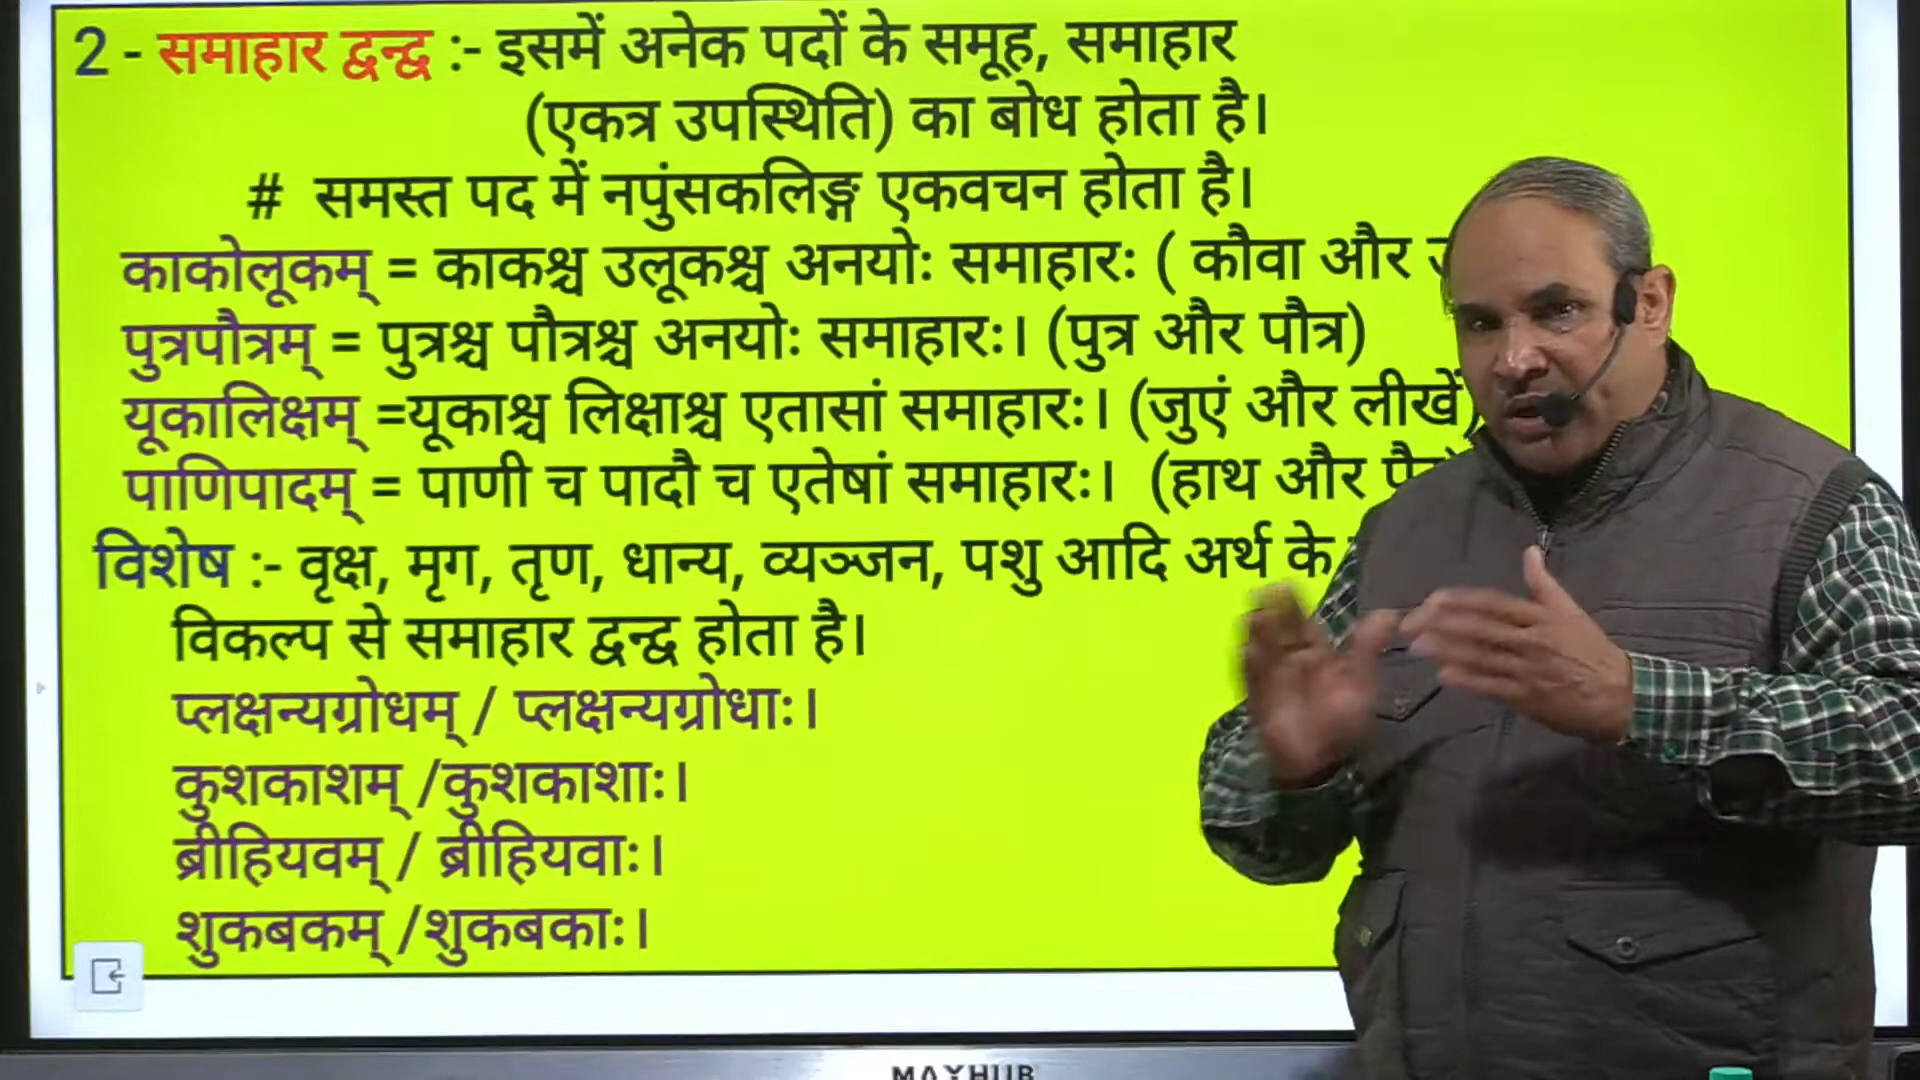 2 - समाहार द्वन्द्व :- इसमें अनेक पदों के समूह, समाहार
(एकत्र उपस्थिति) का बोध होता है।
# समस्त पद में नपुंसकलिङ्ग एकवचन होता है।
काकोलूकम् = काकश्च उलूकश्च अनयोः समाहारः ( कौवा और
पुत्रपौत्रम् = पुत्रश्च पौत्रश्च अनयोः समाहारः। (पुत्र और पौत्र)
यूकालिक्षम् =यूकाश्च लिक्षाश्च एतासां समाहारः। (जुएं और लीखें)
पाणिपादम् = पाणी च पादौ च एतेषां समाहारः। (हाथ और
विशेष :- वृक्ष, मृग, तृण, धान्य, व्यञ्जन, पशु आदि अर्थ के
विकल्प से समाहार द्वन्द्व होता है।
प्लक्षन्यग्रोधम् / प्लक्षन्यग्रोधाः।
कुशकाशम् /कुशकाशाः।
ब्रीहियवम् / ब्रीहियवाः।
शुकबकम् /शुकबकाः।
MAXHUB